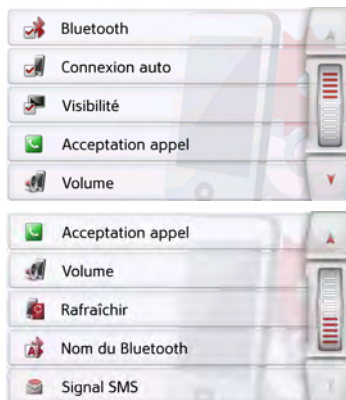 Bluetooth
Connexion auto
Visibilité
Acceptation appel
Volume
Acceptation appel
Volume
Rafraîchir
Nom du Bluetooth
Signal SMS